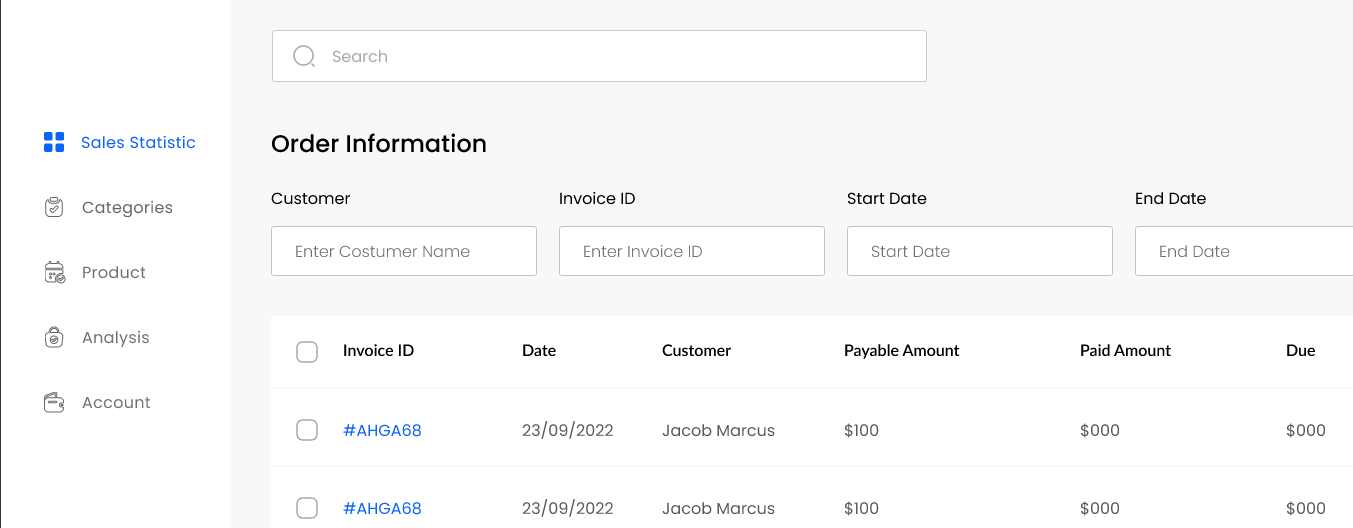 Search
Sales Statistic
Categories
Product
Analysis
Account
Order Information
Customer Invoice ID Start Date End Date
Enter Costumer Name Enter Invoice ID Start Date End Date
Invoice ID Date Customer Payable Amount Paid Amount Due
#AHGA68 23/09/2022 Jacob Marcus $100 $000 $000
#AHGA68 23/09/2022 Jacob Marcus $100 $000 $000